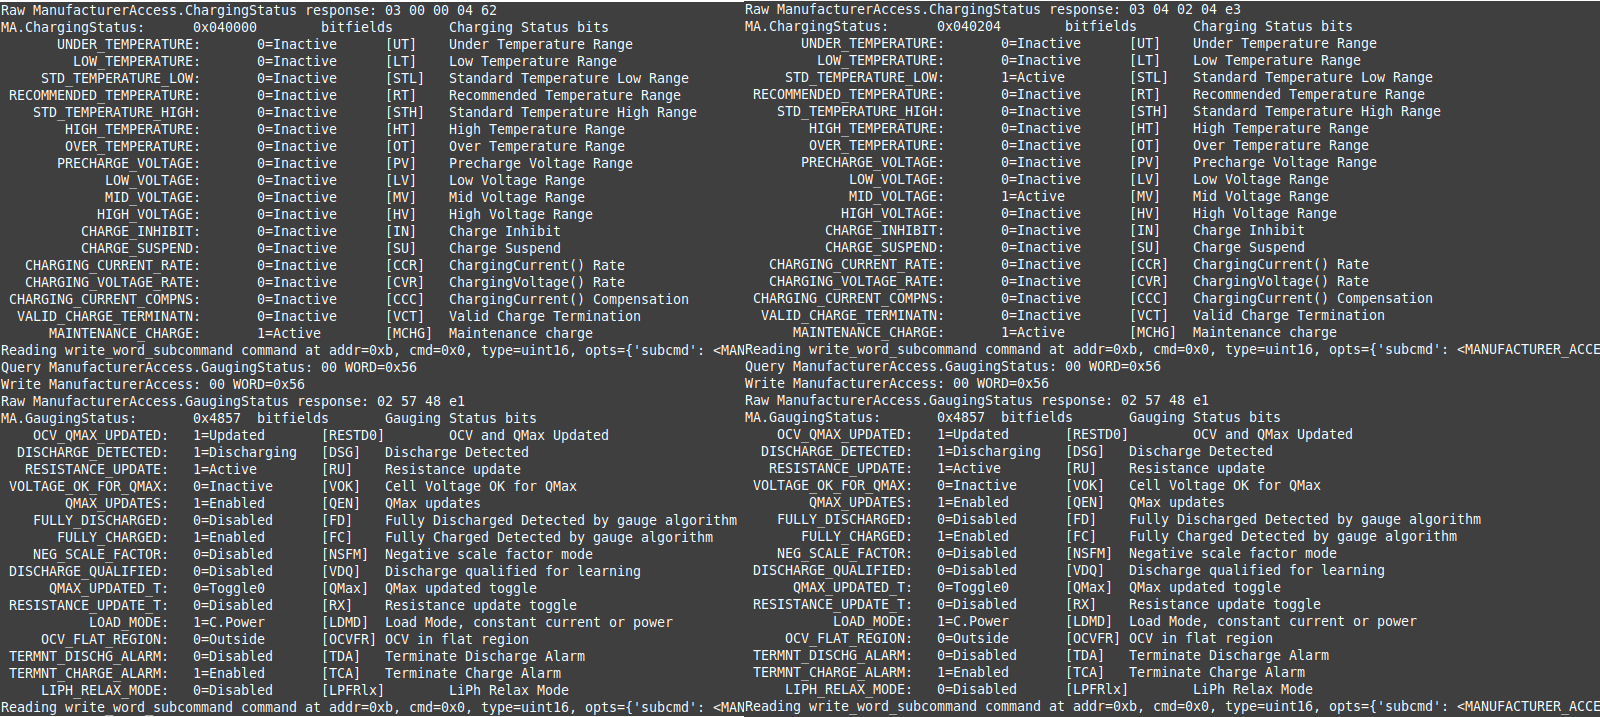 Raw ManufacturerAccess.ChargingStatus response: 03 00 00 04 62
MA.ChargingStatus: 0x040000 bitfields Charging Status bits
UNDER_TEMPERATURE: 0=Inactive [UT] Under Temperature Range
LOW_TEMPERATURE: 0=Inactive [LT] Low Temperature Range
STD_TEMPERATURE_LOW: 0=Inactive [STL] Standard Temperature Low Range
RECOMMENDED_TEMPERATURE: 0=Inactive [RT] Recommended Temperature Range
STD_TEMPERATURE_HIGH: 0=Inactive [STH] Standard Temperature High Range
HIGH_TEMPERATURE: 0=Inactive [HT] High Temperature Range
OVER_TEMPERATURE: 0=Inactive [OT] Over Temperature Range
PRECHARGE_VOLTAGE: 0=Inactive [PV] Precharge Voltage Range
LOW_VOLTAGE: 0=Inactive [LV] Low Voltage Range
MID_VOLTAGE: 0=Inactive [MV] Mid Voltage Range
HIGH_VOLTAGE: 0=Inactive [HV] High Voltage Range
CHARGE_INHIBIT: 0=Inactive [IN] Charge Inhibit
CHARGE_SUSPEND: 0=Inactive [SU] Charge Suspend
CHARGING_CURRENT_RATE: 0=Inactive [CCR] ChargingCurrent() Rate
CHARGING_VOLTAGE_RATE: 0=Inactive [CVR] ChargingVoltage() Rate
CHARGING_CURRENT_COMPNS: 0=Inactive [CCC] ChargingCurrent() Compensation
VALID_CHARGE_TERMINATN: 0=Inactive [VCT] Valid Charge Termination
MAINTENANCE_CHARGE: 1=Active [MCHG] Maintenance charge
Reading write_word_subcommand command at addr=0xb, cmd=0x0, type=uint16, opts={'subcmd': <MAN
Query ManufacturerAccess.GaugingStatus: 00 WORD=0x56
Write ManufacturerAccess: 00 WORD=0x56
Raw ManufacturerAccess.GaugingStatus response: 02 57 48 e1
MA.GaugingStatus: 0x4857 bitfields Gauging Status bits
OCV_QMAX_UPDATED: 1=Updated [RESTD0] OCV and QMax Updated
DISCHARGE_DETECTED: 1=Discharging [DSG] Discharge Detected
RESISTANCE_UPDATE: 1=Active [RU] Resistance update
VOLTAGE_OK_FOR_QMAX: 0=Inactive [VOK] Cell Voltage OK for QMax
QMAX_UPDATES: 1=Enabled [QEN] QMax updates
FULLY_DISCHARGED: 0=Disabled [FD] Fully Discharged Detected by gauge algorithm
FULLY_CHARGED: 1=Enabled [FC] Fully Charged Detected by gauge algorithm
NEG_SCALE_FACTOR: 0=Disabled [NSFM] Negative scale factor mode
DISCHARGE_QUALIFIED: 0=Disabled [VDQ] Discharge qualified for learning
QMAX_UPDATED_T: 0=Toggle0 [QMax] QMax updated toggle
RESISTANCE_UPDATE_T: 0=Disabled [RX] Resistance update toggle
LOAD_MODE: 1=C.Power [LDMD] Load Mode, constant current or power
OCV_FLAT_REGION: 0=Outside [OCVFR] OCV in flat region
TERMNT_DISCHG_ALARM: 0=Disabled [TDA] Terminate Discharge Alarm
TERMNT_CHARGE_ALARM: 1=Enabled [TCA] Terminate Charge Alarm
LIPH_RELAX_MODE: 0=Disabled [LPFRlx] LiPh Relax Mode
Reading write_word_subcommand command at addr=0xb, cmd=0x0, type=uint16, opts={'subcmd': <MAN
Raw ManufacturerAccess.ChargingStatus response: 03 04 02 04 e3
MA.ChargingStatus: 0x040204 bitfields Charging Status bits
UNDER_TEMPERATURE: 0=Inactive [UT] Under Temperature Range
LOW_TEMPERATURE: 0=Inactive [LT] Low Temperature Range
STD_TEMPERATURE_LOW: 1=Active [STL] Standard Temperature Low Range
RECOMMENDED_TEMPERATURE: 0=Inactive [RT] Recommended Temperature Range
STD_TEMPERATURE_HIGH: 0=Inactive [STH] Standard Temperature High Range
HIGH_TEMPERATURE: 0=Inactive [HT] High Temperature Range
OVER_TEMPERATURE: 0=Inactive [OT] Over Temperature Range
PRECHARGE_VOLTAGE: 0=Inactive [PV] Precharge Voltage Range
LOW_VOLTAGE: 0=Inactive [LV] Low Voltage Range
MID_VOLTAGE: 1=Active [MV] Mid Voltage Range
HIGH_VOLTAGE: 0=Inactive [HV] High Voltage Range
CHARGE_INHIBIT: 0=Inactive [IN] Charge Inhibit
CHARGE_SUSPEND: 0=Inactive [SU] Charge Suspend
CHARGING_CURRENT_RATE: 0=Inactive [CCR] ChargingCurrent() Rate
CHARGING_VOLTAGE_RATE: 0=Inactive [CVR] ChargingVoltage() Rate
CHARGING_CURRENT_COMPNS: 0=Inactive [CCC] ChargingCurrent() Compensation
VALID_CHARGE_TERMINATN: 0=Inactive [VCT] Valid Charge Termination
MAINTENANCE_CHARGE: 1=Active [MCHG] Maintenance charge
Reading write_word_subcommand command at addr=0xb, cmd=0x0, type=uint16, opts={'subcmd': <MANUFACTURER_ACCE
Query ManufacturerAccess.GaugingStatus: 00 WORD=0x56
Write ManufacturerAccess: 00 WORD=0x56
Raw ManufacturerAccess.GaugingStatus response: 02 57 48 e1
MA.GaugingStatus: 0x4857 bitfields Gauging Status bits
OCV_QMAX_UPDATED: 1=Updated [RESTD0] OCV and QMax Updated
DISCHARGE_DETECTED: 1=Discharging [DSG] Discharge Detected
RESISTANCE_UPDATE: 1=Active [RU] Resistance update
VOLTAGE_OK_FOR_QMAX: 0=Inactive [VOK] Cell Voltage OK for QMax
QMAX_UPDATES: 1=Enabled [QEN] QMax updates
FULLY_DISCHARGED: 0=Disabled [FD] Fully Discharged Detected by gauge algorithm
FULLY_CHARGED: 1=Enabled [FC] Fully Charged Detected by gauge algorithm
NEG_SCALE_FACTOR: 0=Disabled [NSFM] Negative scale factor mode
DISCHARGE_QUALIFIED: 0=Disabled [VDQ] Discharge qualified for learning
QMAX_UPDATED_T: 0=Toggle0 [QMax] QMax updated toggle
RESISTANCE_UPDATE_T: 0=Disabled [RX] Resistance update toggle
LOAD_MODE: 1=C.Power [LDMD] Load Mode, constant current or power
OCV_FLAT_REGION: 0=Outside [OCVFR] OCV in flat region
TERMNT_DISCHG_ALARM: 0=Disabled [TDA] Terminate Discharge Alarm
TERMNT_CHARGE_ALARM: 1=Enabled [TCA] Terminate Charge Alarm
LIPH_RELAX_MODE: 0=Disabled [LPFRlx] LiPh Relax Mode
Reading write_word_subcommand command at addr=0xb, cmd=0x0, type=uint16, opts={'subcmd': <MANUFACTURER_ACCE